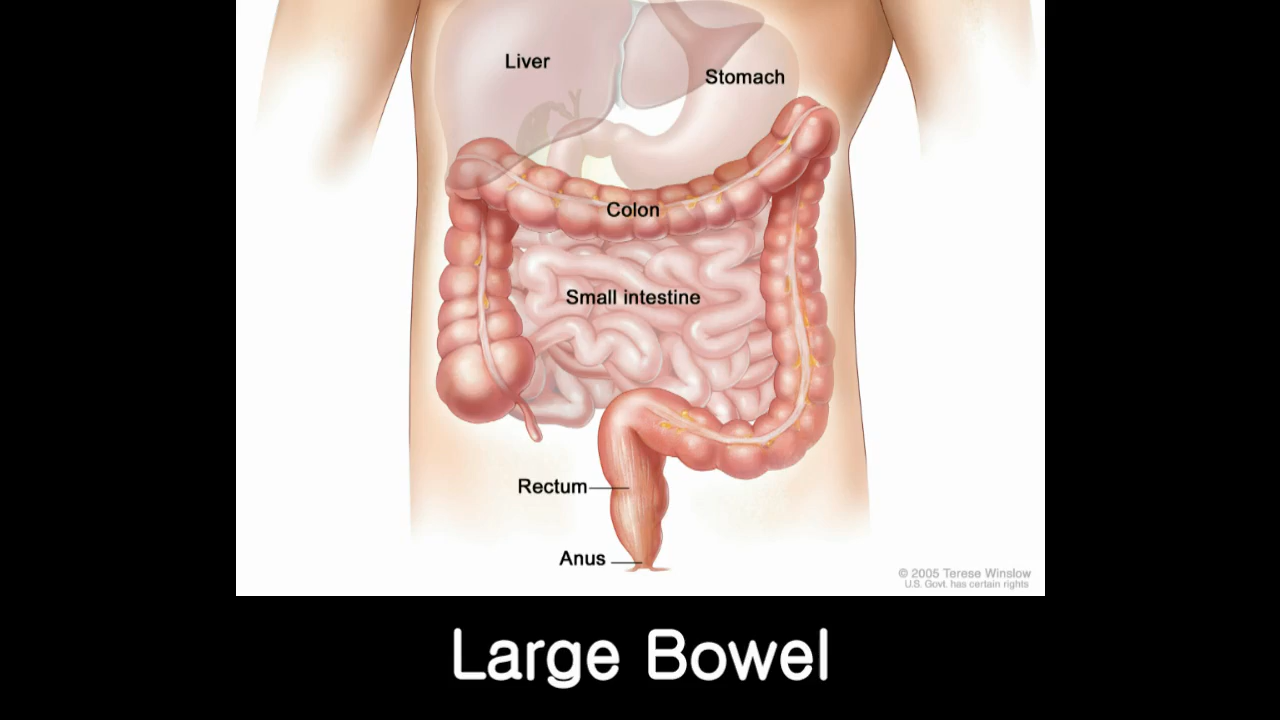 Liver
Stomach
Colon
Small intestine
Rectum
Anus
© 2005 Terese Winslow
U.S. Govt. has certain rights
Large Bowel